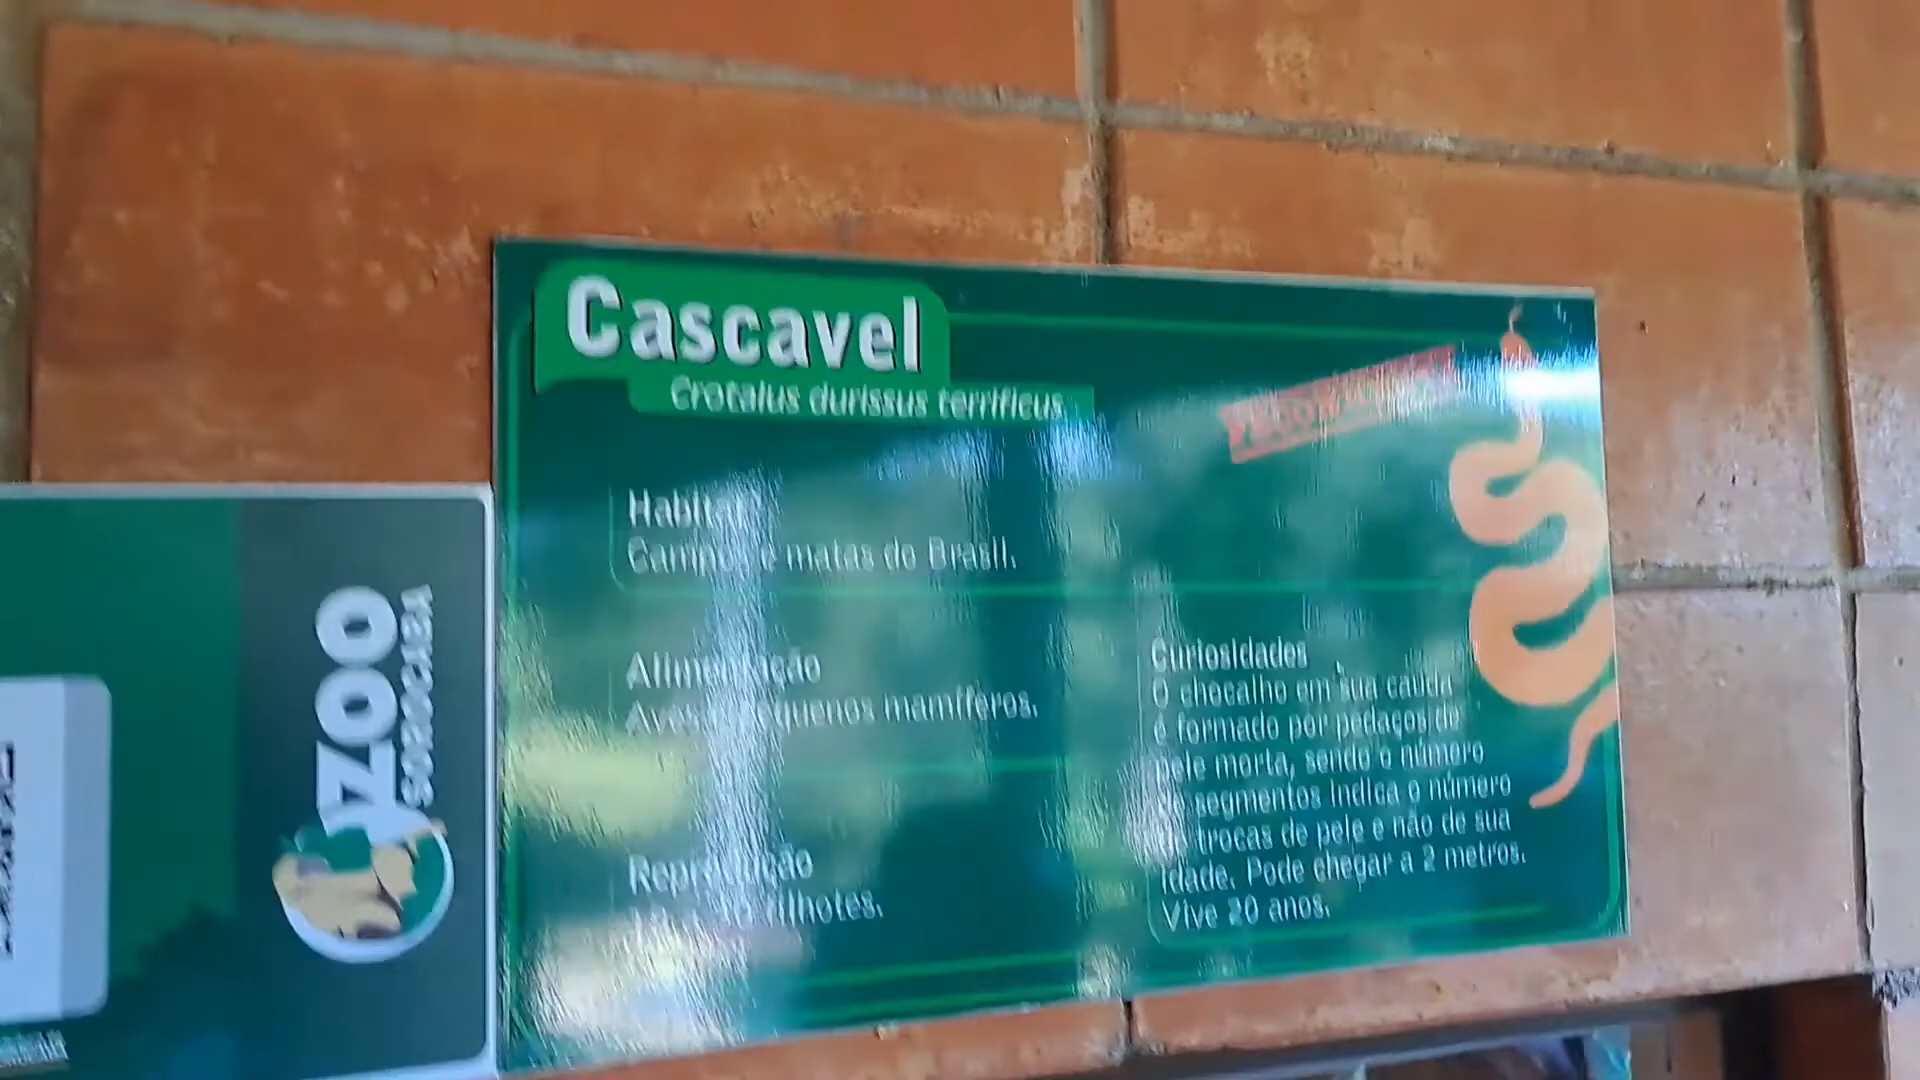 Cascavel
Crotalus durissus terrificus
Habitat
Campos e matas do Brasil.
Alimentação
Aves e pequenos mamíferos.
Reprodução
filhotes.
Curiosidades
O chocalho em sua cauda
é formado por pedaços de
pele morta, sendo o número
de segmentos indica o número
de trocas de pele e não de sua
idade. Pode chegar a 2 metros.
Vive 20 anos.
ZOO
SOROCABA